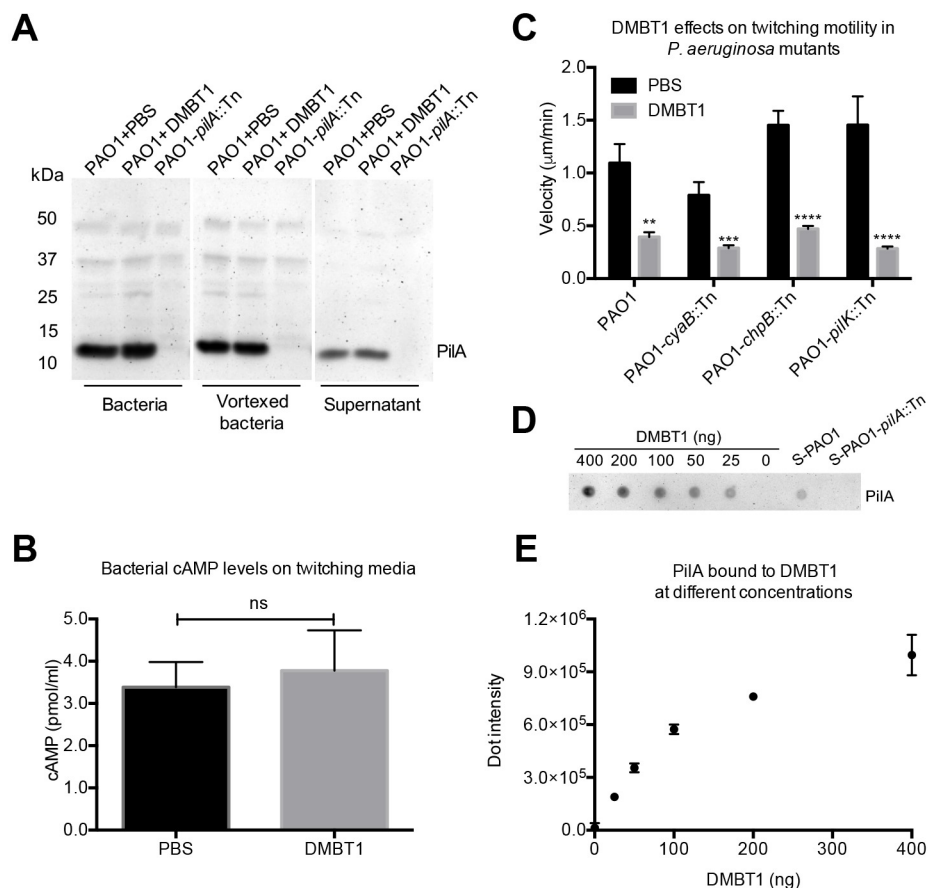 A
PAO1+PBS
PAO1+ DMBT1
PAO1-pilA::Tn
PAO1+PBS
PAO1+ DMBT1
PAO1-pilA::Tn
PAO1+PBS
PAO1+ DMBT1
PAO1-pilA::Tn
kDa
50
37
25
15
10
PilA
Bacteria
Vortexed
bacteria
Supernatant
B
Bacterial cAMP levels on twitching media
ns
cAMP (pmol/ml)
5.0
4.0
3.0
2.0
1.0
0.0
PBS
DMBT1
C
DMBT1 effects on twitching motility in
P. aeruginosa mutants
PBS
DMBT1
Velocity (μm/min)
2.0
1.5
1.0
0.5
0.0
**
***
****
****
PAO1
PAO1-cyaB::Tn
PAO1-chpB::Tn
PAO1-pilK::Tn
D
DMBT1 (ng)
400 200 100 50 25 0
S-PAO1
S-PAO1-pilA::Tn
PilA
E
PilA bound to DMBT1
at different concentrations
Dot intensity
1.2×10⁶
9.0×10⁵
6.0×10⁵
3.0×10⁵
0.0
0 100 200 300 400
DMBT1 (ng)